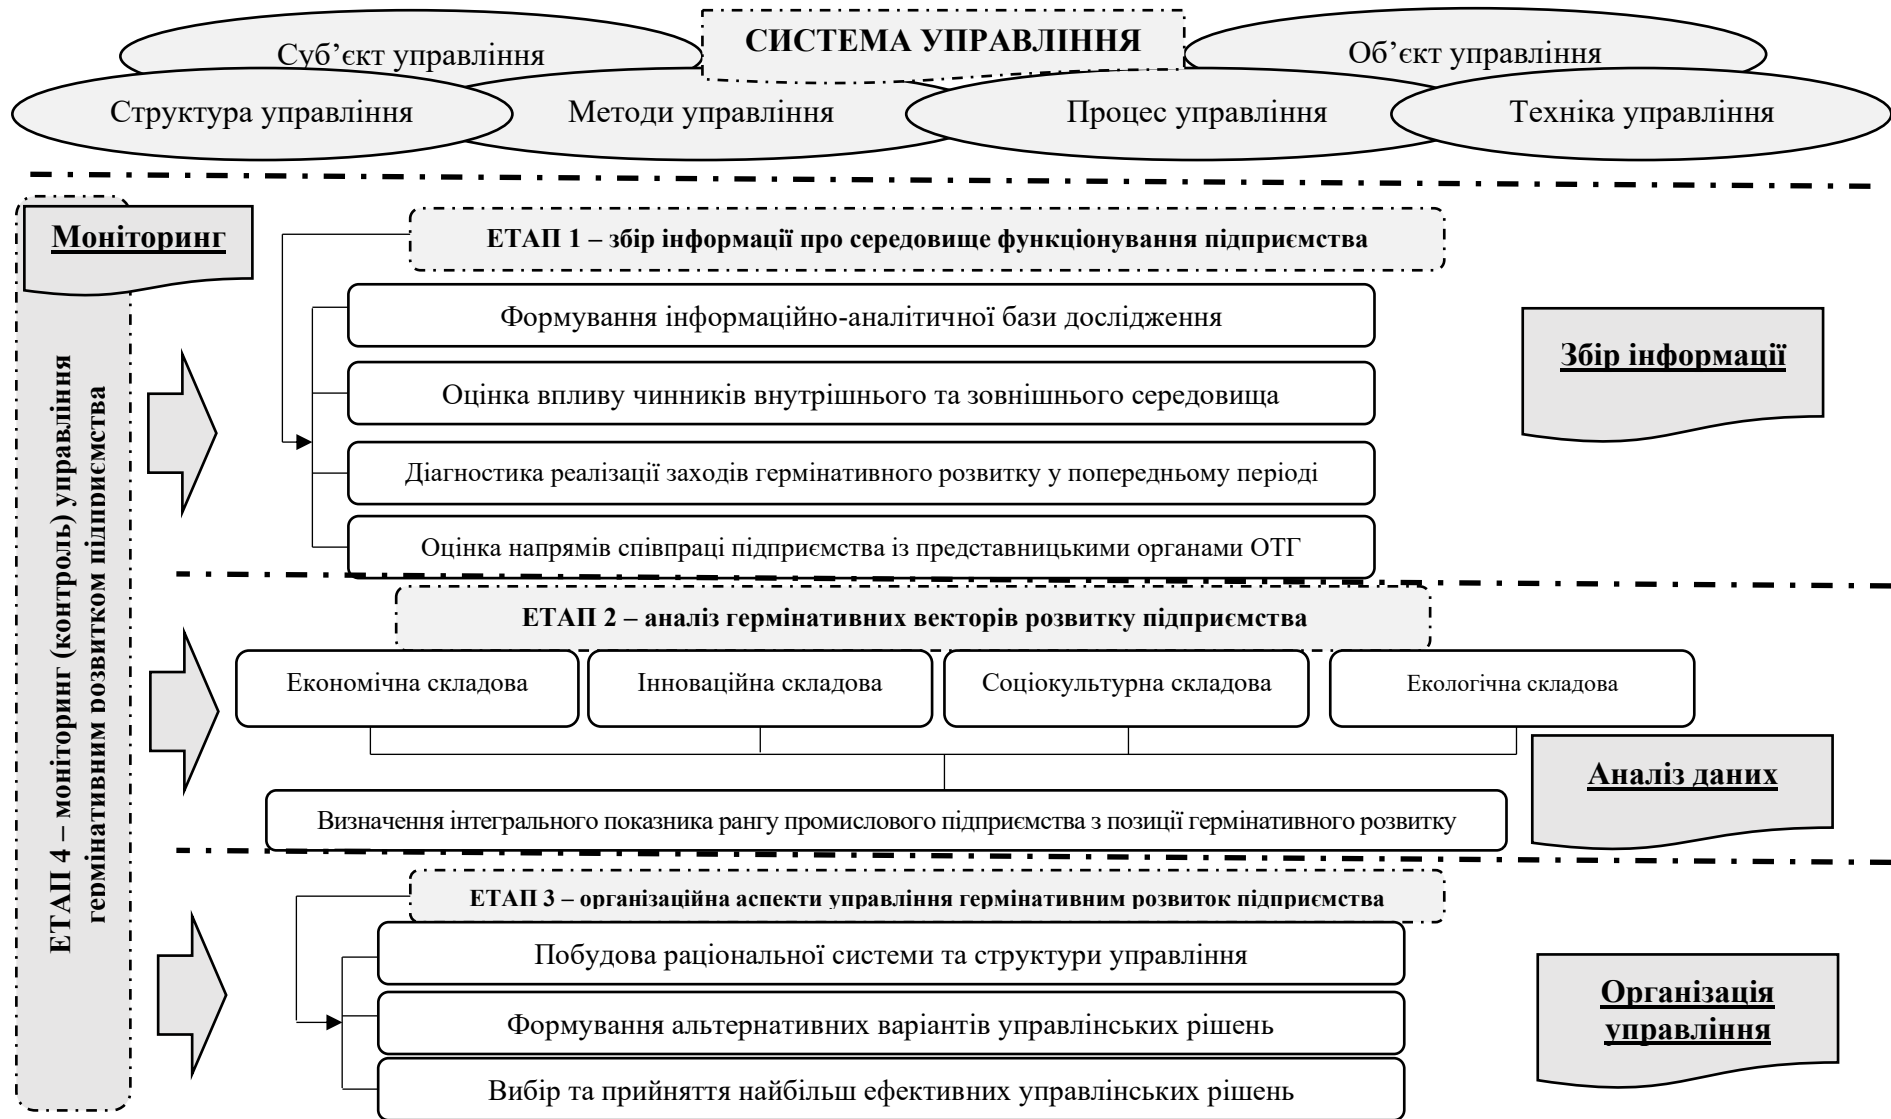 СИСТЕМА УПРАВЛІННЯ
Суб’єкт управління
Об’єкт управління
Структура управління
Методи управління
Процес управління
Техніка управління
Моніторинг
ЕТАП 4 – моніторинг (контроль) управління
гермінативним розвитком підприємства
ЕТАП 1 – збір інформації про середовище функціонування підприємства
Формування інформаційно-аналітичної бази дослідження
Оцінка впливу чинників внутрішнього та зовнішнього середовища
Діагностика реалізації заходів гермінативного розвитку у попередньому періоді
Оцінка напрямів співпраці підприємства із представницькими органами ОТГ
Збір інформації
ЕТАП 2 – аналіз гермінативних векторів розвитку підприємства
Економічна складова
Інноваційна складова
Соціокультурна складова
Екологічна складова
Визначення інтегрального показника рангу промислового підприємства з позиції гермінативного розвитку
Аналіз даних
ЕТАП 3 – організаційна аспекти управління гермінативним розвиток підприємства
Побудова раціональної системи та структури управління
Формування альтернативних варіантів управлінських рішень
Вибір та прийняття найбільш ефективних управлінських рішень
Організація
управління